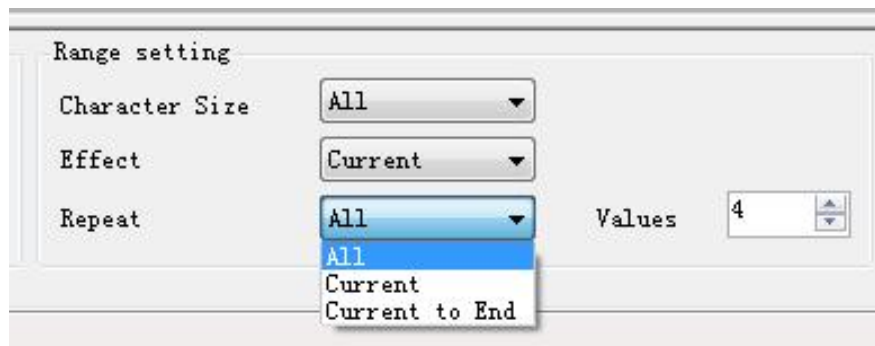 Range setting
Character Size All
Effect Current
Repeat All Values 4
All
Current
Current to End